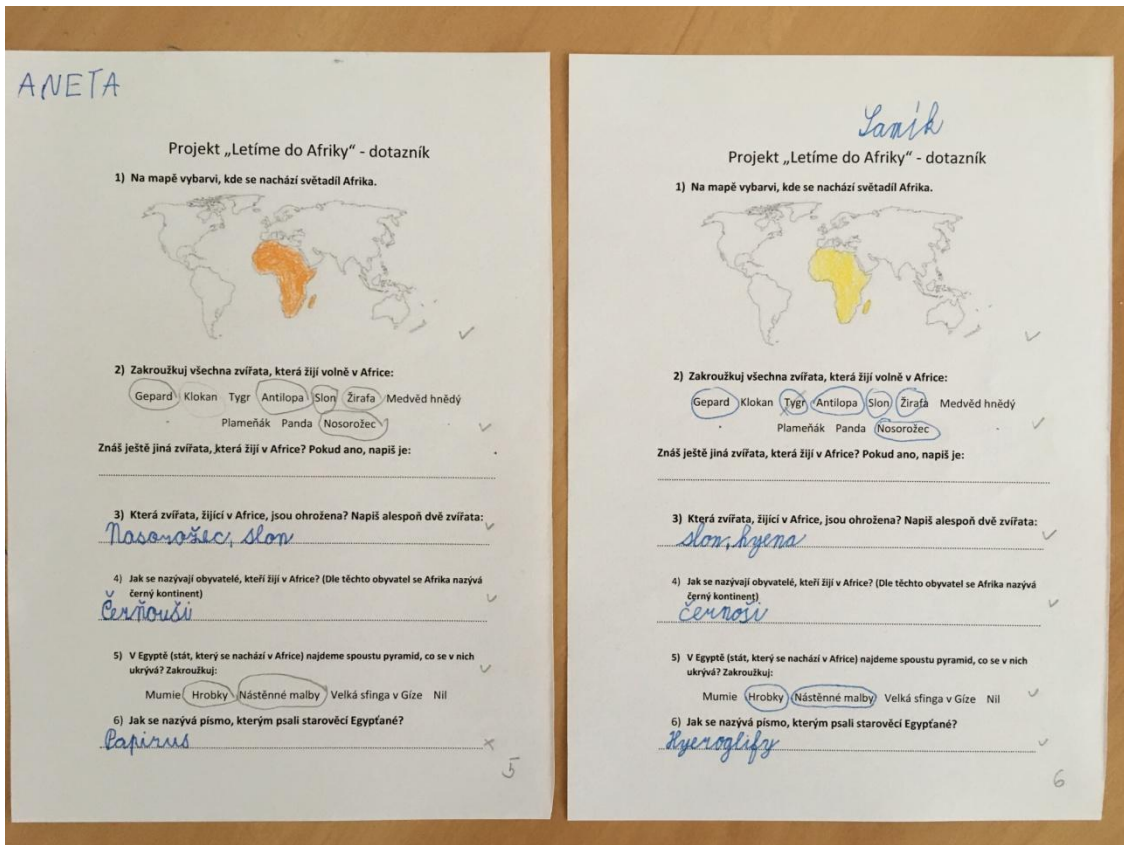 ANETA
Projekt „Letíme do Afriky“ - dotazník
1) Na mapě vybarvi, kde se nachází světadíl Afrika.
2) Zakroužkuj všechna zvířata, která žijí volně v Africe:
Gepard Klokan Tygr Antilopa Slon Žirafa Medvěd hnědý
Plameňák Panda Nosorožec
Znáš ještě jiná zvířata, která žijí v Africe? Pokud ano, napiš je:
3) Která zvířata, žijící v Africe, jsou ohrožena? Napiš alespoň dvě zvířata:
Nasorožec, slon
4) Jak se nazývají obyvatelé, kteří žijí v Africe? (Dle těchto obyvatel se Afrika nazývá
černý kontinent)
Čerňouši
5) V Egyptě (stát, který se nachází v Africe) najdeme spoustu pyramid, co se v nich
ukrývá? Zakroužkuj:
Mumie Hrobky Nástěnné malby Velká sfinga v Gíze Nil
6) Jak se nazývá písmo, kterým psali starověcí Egypťané?
Papirus
5
Projekt „Letíme do Afriky“ - dotazník
1) Na mapě vybarvi, kde se nachází světadíl Afrika.
2) Zakroužkuj všechna zvířata, která žijí volně v Africe:
Gepard Klokan Tygr Antilopa Slon Žirafa Medvěd hnědý
Plameňák Panda Nosorožec
Znáš ještě jiná zvířata, která žijí v Africe? Pokud ano, napiš je:
3) Která zvířata, žijící v Africe, jsou ohrožena? Napiš alespoň dvě zvířata:
slon, hyena
4) Jak se nazývají obyvatelé, kteří žijí v Africe? (Dle těchto obyvatel se Afrika nazývá
černý kontinent)
černoši
5) V Egyptě (stát, který se nachází v Africe) najdeme spoustu pyramid, co se v nich
ukrývá? Zakroužkuj:
Mumie Hrobky Nástěnné malby Velká sfinga v Gíze Nil
6) Jak se nazývá písmo, kterým psali starověcí Egypťané?
Hyeroglify
6